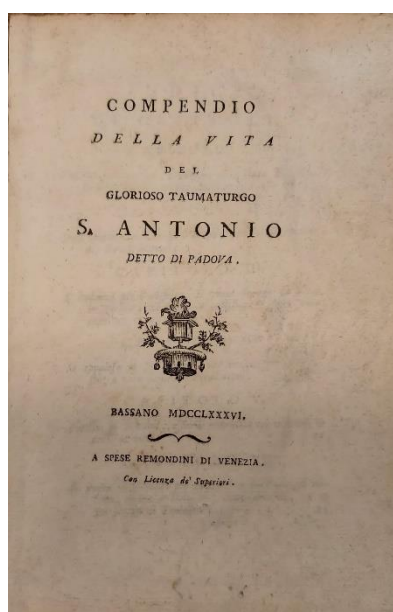 COMPENDIO
DELLA VITA
DEL
GLORIOSO TAUMATURGO
S. ANTONIO
DETTO DI PADOVA.
BASSANO MDCCLXXXVI.
A SPESE REMONDINI DI VENEZIA.
Con Licenza de' Superiori.